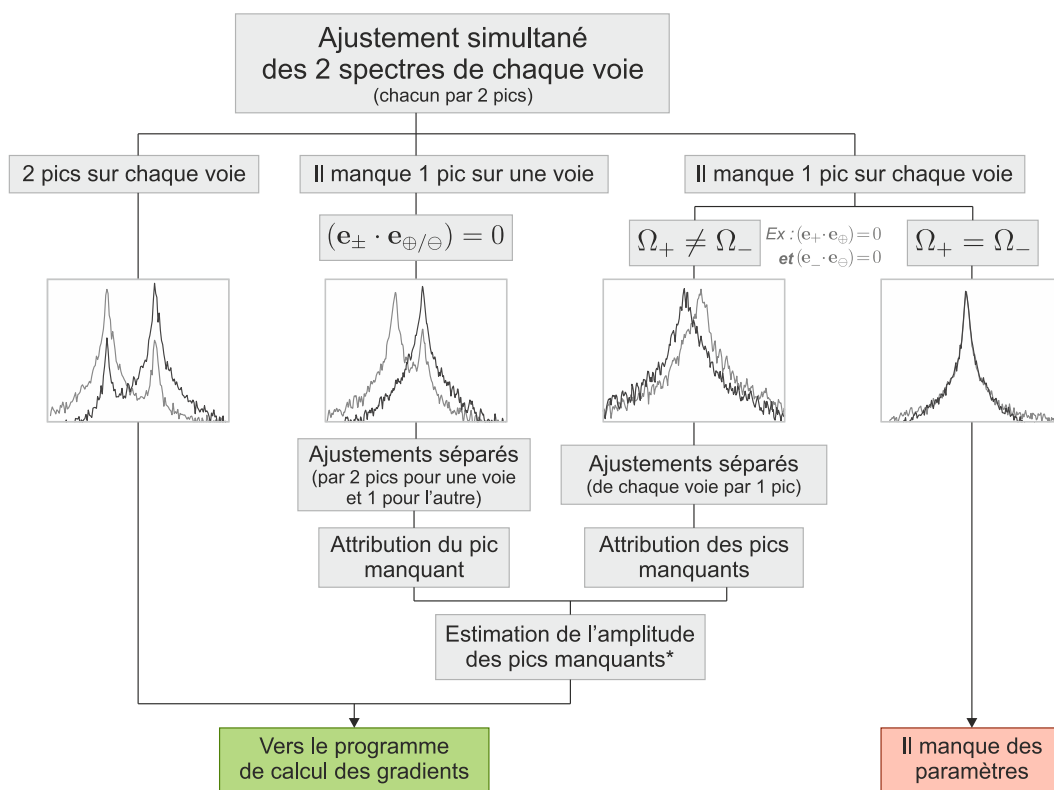 Ajustement simultané
des 2 spectres de chaque voie
(chacun par 2 pics)
2 pics sur chaque voie
Il manque 1 pic sur une voie
Il manque 1 pic sur chaque voie
(e± · e⊕/⊖) = 0
Ω+ ≠ Ω−
Ex : (e+·e⊕)=0
et (e−·e⊖)=0
Ω+ = Ω−
Ajustements séparés
(par 2 pics pour une voie
et 1 pour l'autre)
Ajustements séparés
(de chaque voie par 1 pic)
Attribution du pic
manquant
Attribution des pics
manquants
Estimation de l'amplitude
des pics manquants*
Vers le programme
de calcul des gradients
Il manque des
paramètres